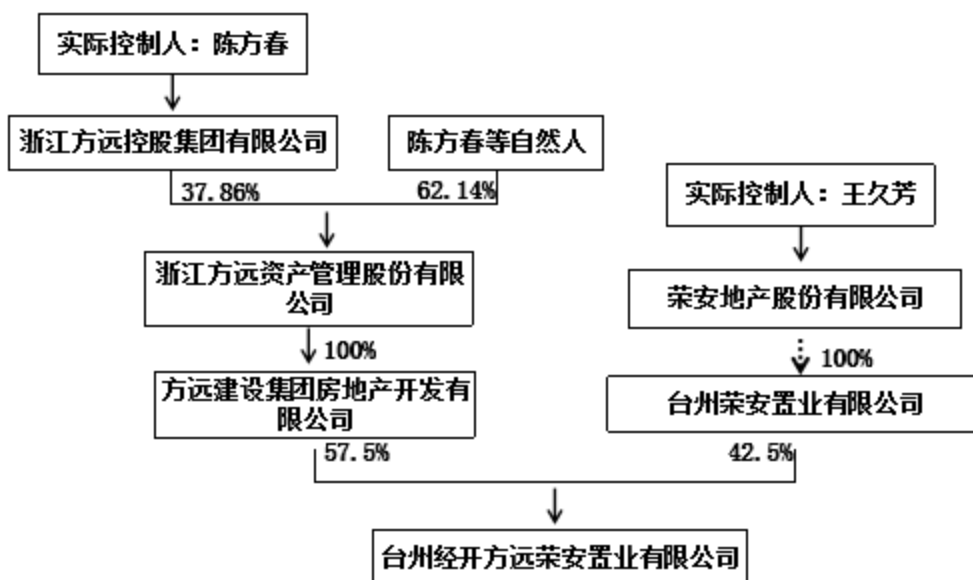 实际控制人：陈方春
浙江方远控股集团有限公司
陈方春等自然人
37.86%
62.14%
实际控制人：王久芳
浙江方远资产管理股份有限
公司
荣安地产股份有限公司
100%
100%
方远建设集团房地产开发有
限公司
台州荣安置业有限公司
57.5%
42.5%
台州经开方远荣安置业有限公司